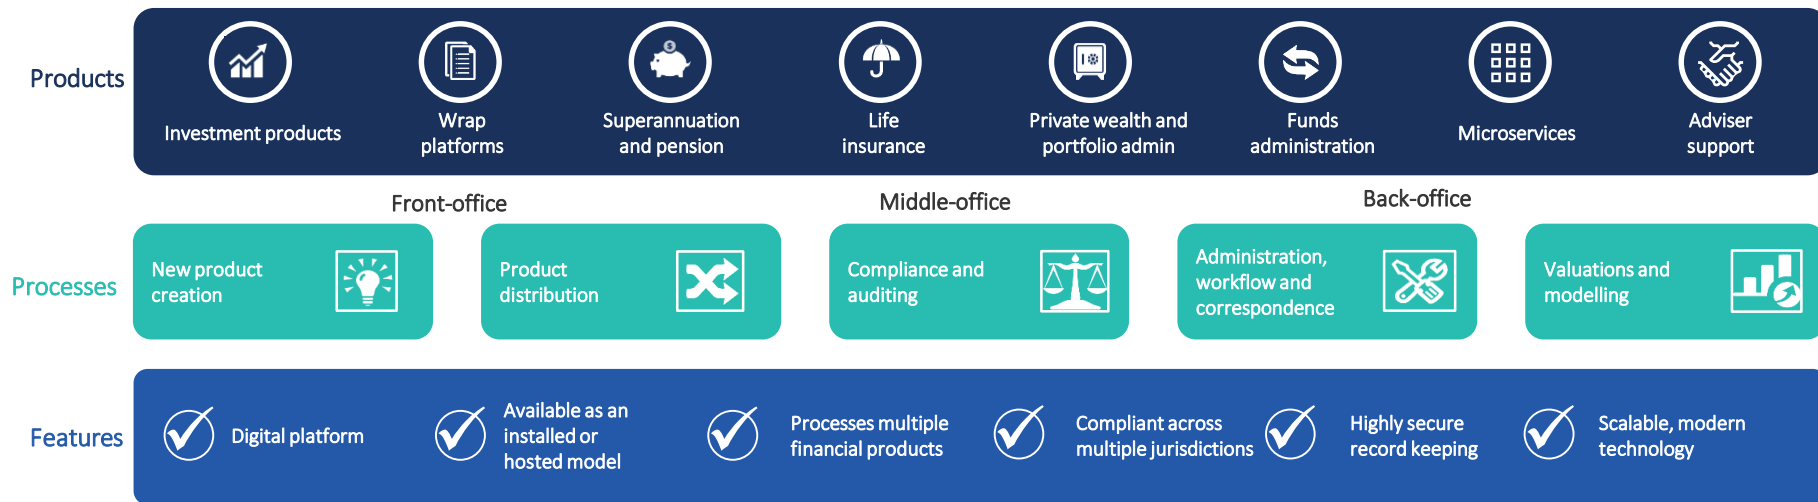 Products
Investment products
Wrap
platforms
Superannuation
and pension
Life
insurance
Private wealth and
portfolio admin
Funds
administration
Microservices
Adviser
support
Front-office
Middle-office
Back-office
Processes
New product
creation
Product
distribution
Compliance and
auditing
Administration,
workflow and
correspondence
Valuations and
modelling
Features
Digital platform
Available as an
installed or
hosted model
Processes multiple
financial products
Compliant across
multiple jurisdictions
Highly secure
record keeping
Scalable, modern
technology